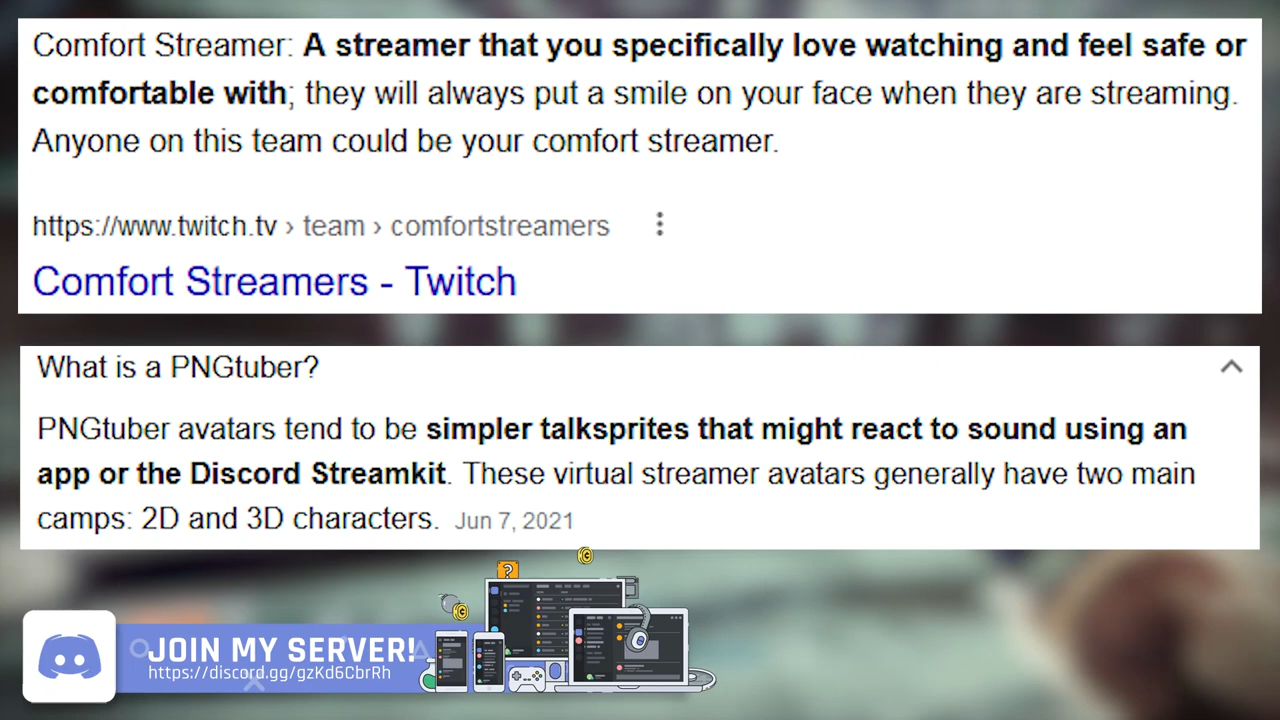 Comfort Streamer: A streamer that you specifically love watching and feel safe or
comfortable with; they will always put a smile on your face when they are streaming.
Anyone on this team could be your comfort streamer.
https://www.twitch.tv › team › comfortstreamers
Comfort Streamers - Twitch
What is a PNGtuber?
PNGtuber avatars tend to be simpler talksprites that might react to sound using an
app or the Discord Streamkit. These virtual streamer avatars generally have two main
camps: 2D and 3D characters. Jun 7, 2021
?
JOIN MY SERVER!
https://discord.gg/gzKd6CbrRh